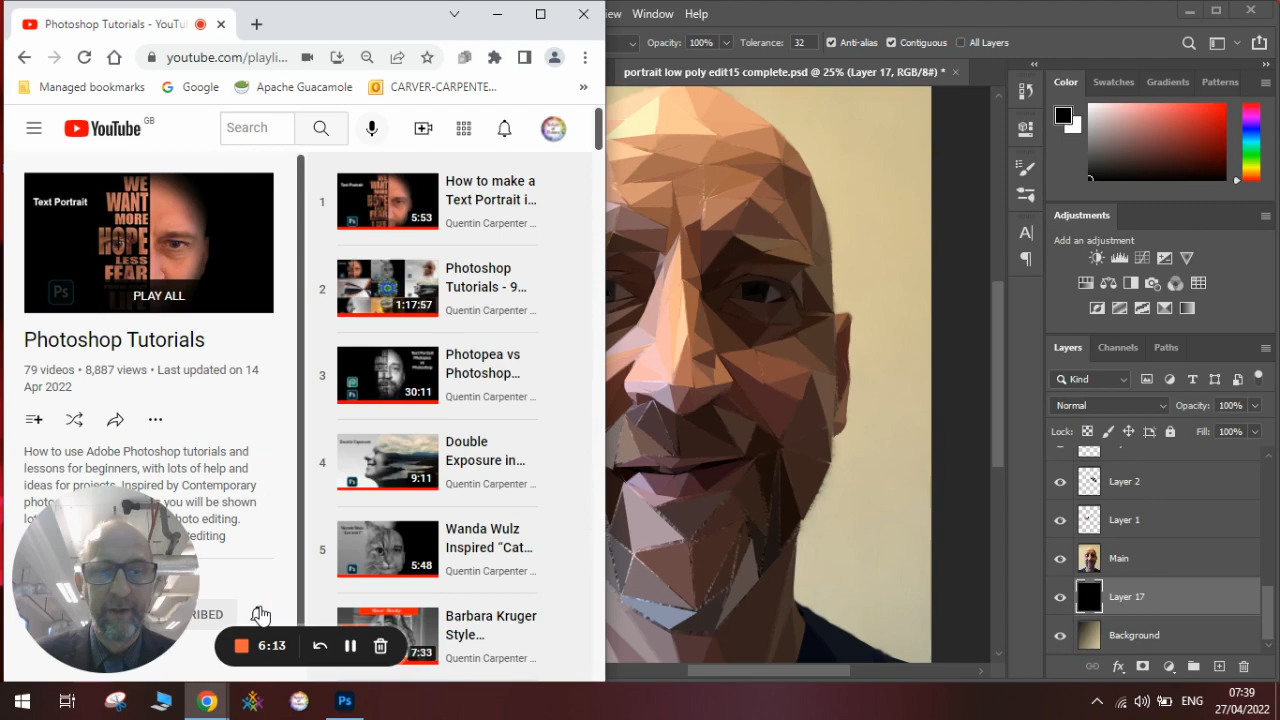 Photoshop Tutorials - YouTu
youtube.com/playli...
Managed bookmarks
Google
Apache Guacamole
CARVER-CARPENTE...
»
YouTube GB
Search
Text Portrait
WE
WANT
MORE
HOPE
LESS
FEAR
Ps
PLAY ALL
Photoshop Tutorials
79 videos • 8,887 views • Last updated on 14
Apr 2022
How to use Adobe Photoshop tutorials and
lessons for beginners, with lots of help and
ideas for projects. Inspired by Contemporary
you will be shown
editing.
editing
RIBED
6:13
1
5:53
How to make a
Text Portrait i...
Quentin Carpenter ...
2
1:17:57
Photoshop
Tutorials - 9...
Quentin Carpenter ...
3
30:11
Photopea vs
Photoshop...
Quentin Carpenter ...
4
9:11
Double
Exposure in...
Quentin Carpenter ...
5
5:48
Wanda Wulz
Inspired "Cat...
Quentin Carpenter ...
7:33
Barbara Kruger
Style...
Quentin Carpenter ...
iew Window Help
Opacity: 100% Tolerance: 32 Anti-alias Contiguous All Layers
portrait low poly edit15 complete.psd @ 25% (Layer 17, RGB/8#) *
Color Swatches Gradients Patterns
Adjustments
Add an adjustment
Layers Channels Paths
Kind
Normal Opacity: 100%
Lock: Fill: 100%
Layer 2
Layer 1
Main
Layer 17
Background
fx
Ps
ENG
07:39
27/04/2022